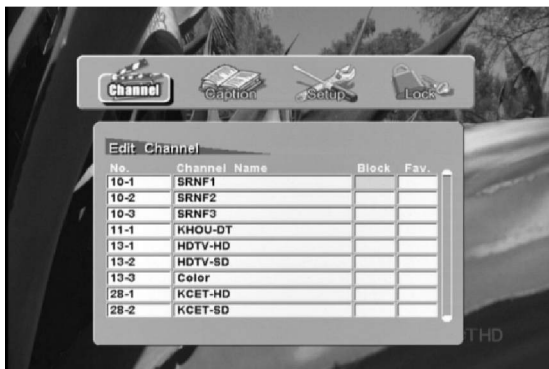 Channel Caption Setup Lock
Edit Channel
No. Channel Name Block Fav.
10-1 SRNF1
10-2 SRNF2
10-3 SRNF3
11-1 KHOU-DT
13-1 HDTV-HD
13-2 HDTV-SD
13-3 Color
28-1 KCET-HD
28-2 KCET-SD